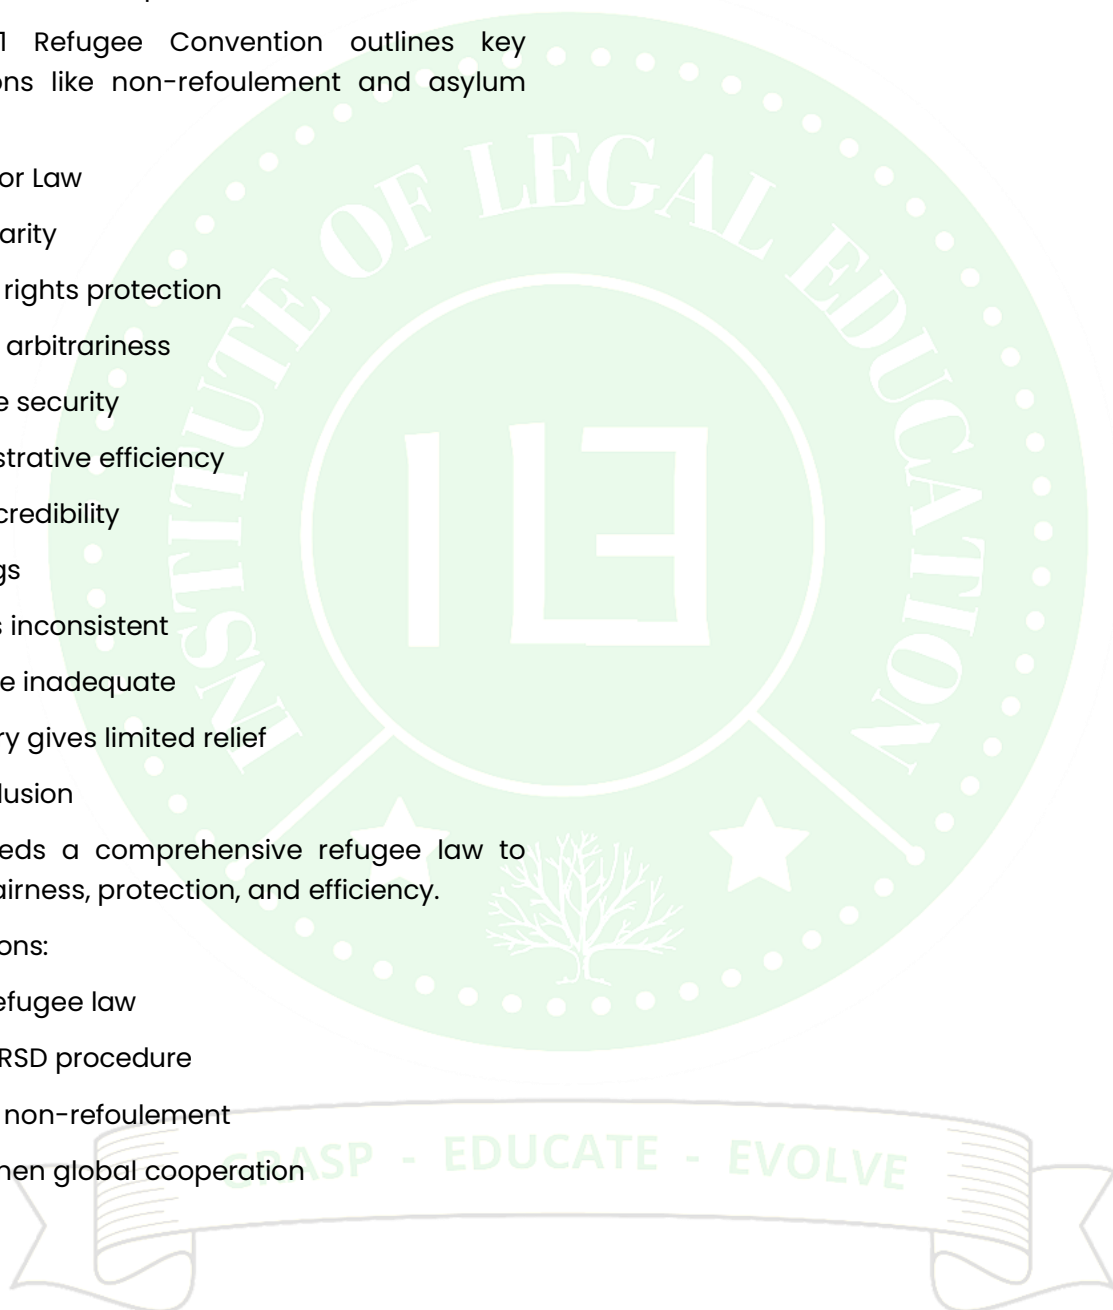 1 Refugee Convention outlines key
ons like non-refoulement and asylum
or Law
arity
rights protection
arbitrariness
e security
strative efficiency
credibility
gs
s inconsistent
e inadequate
ry gives limited relief
lusion
eds a comprehensive refugee law to
airness, protection, and efficiency.
ons:
efugee law
RSD procedure
non-refoulement
hen global cooperation
INSTITUTE OF LEGAL EDUCATION
ILE
GRASP - EDUCATE - EVOLVE